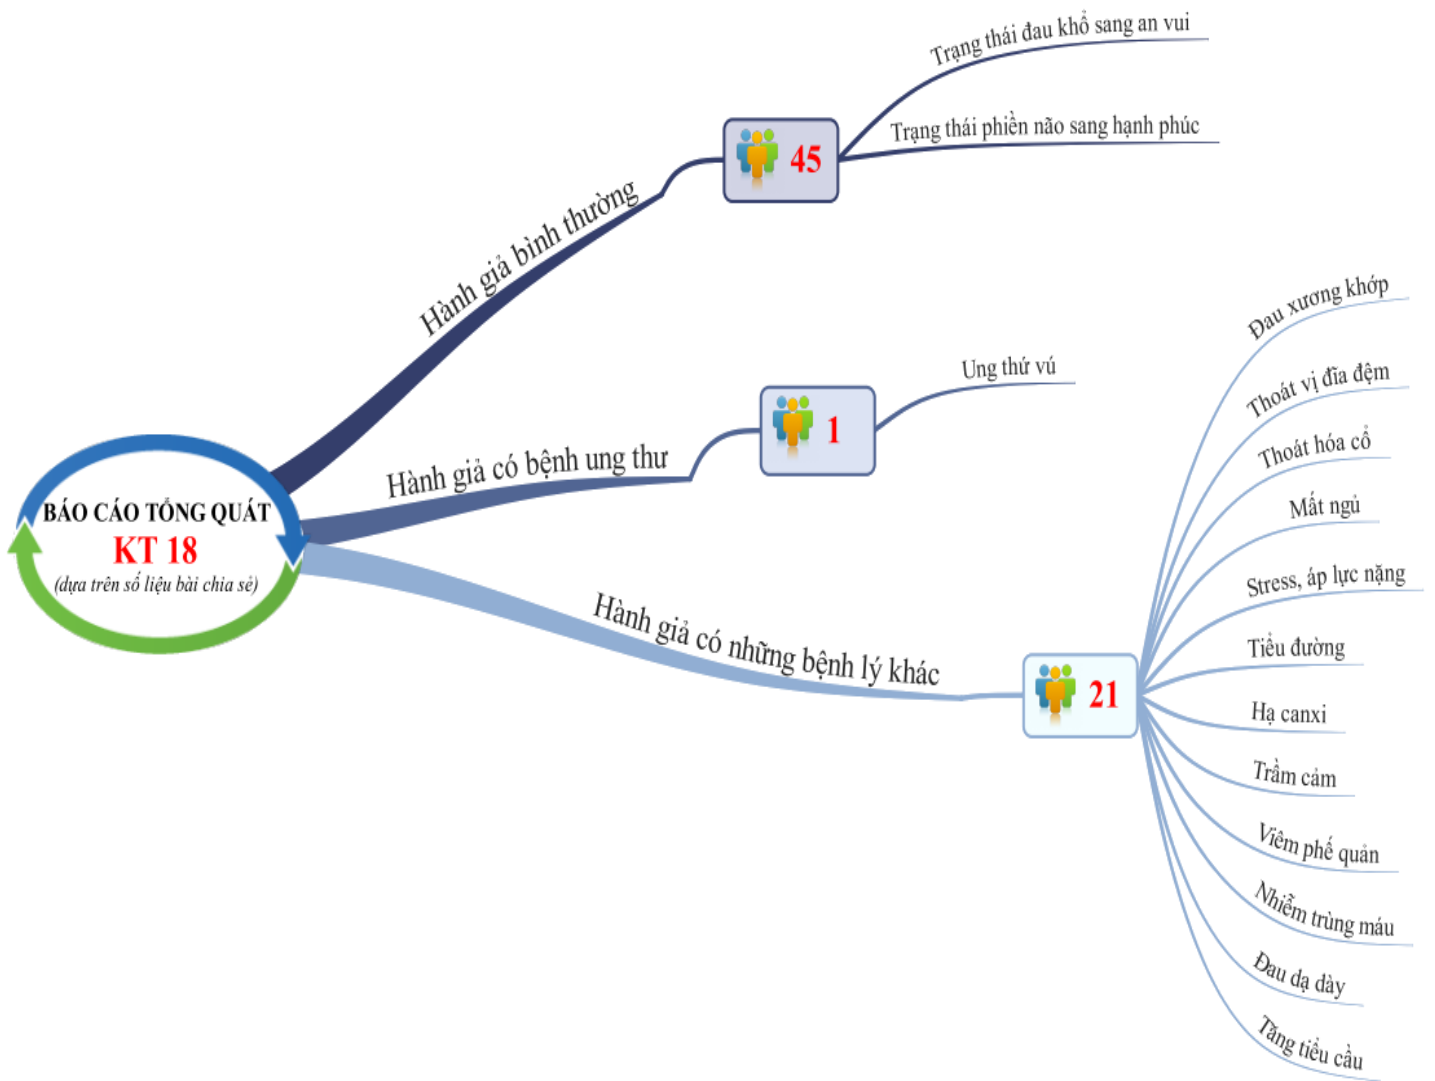 BÁO CÁO TỔNG QUÁT
KT 18
(dựa trên số liệu bài chia sẻ)
Hành giả bình thường
45
Trạng thái đau khổ sang an vui
Trạng thái phiền não sang hạnh phúc
Hành giả có bệnh ung thư
1
Ung thứ vú
Hành giả có những bệnh lý khác
21
Đau xương khớp
Thoát vị đĩa đệm
Thoát hóa cổ
Mất ngủ
Stress, áp lực nặng
Tiểu đường
Hạ canxi
Trầm cảm
Viêm phế quản
Nhiễm trùng máu
Đau dạ dày
Tăng tiểu cầu